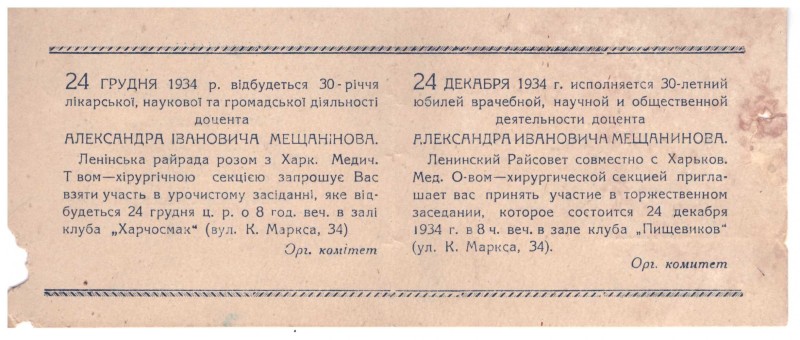 24 ГРУДНЯ 1934 р. відбудеться 30-річчя
лікарської, наукової та громадської діяльності
доцента
АЛЕКСАНДРА ІВАНОВИЧА МЕЩАНІНОВА.
Ленінська райрада розом з Харк. Медич.
Т вом—хірургічною секцією запрошує Вас
взяти участь в урочистому засіданні, яке від-
будеться 24 грудня ц. р. о 8 год. веч. в залі
клуба „Харчосмак“ (вул. К. Маркса, 34)
Орг. комітет
24 ДЕКАБРЯ 1934 г. исполняется 30-летний
юбилей врачебной, научной и общественной
деятельности доцента
АЛЕКСАНДРА ИВАНОВИЧА МЕЩАНИНОВА.
Ленинский Райсовет совместно с Харьков.
Мед. О-вом—хирургической секцией пригла-
шает вас принять участие в торжественном
заседании, которое состоится 24 декабря
1934 г. в 8 ч. веч. в зале клуба „Пищевиков“
(ул. К. Маркса, 34).
Орг. комитет